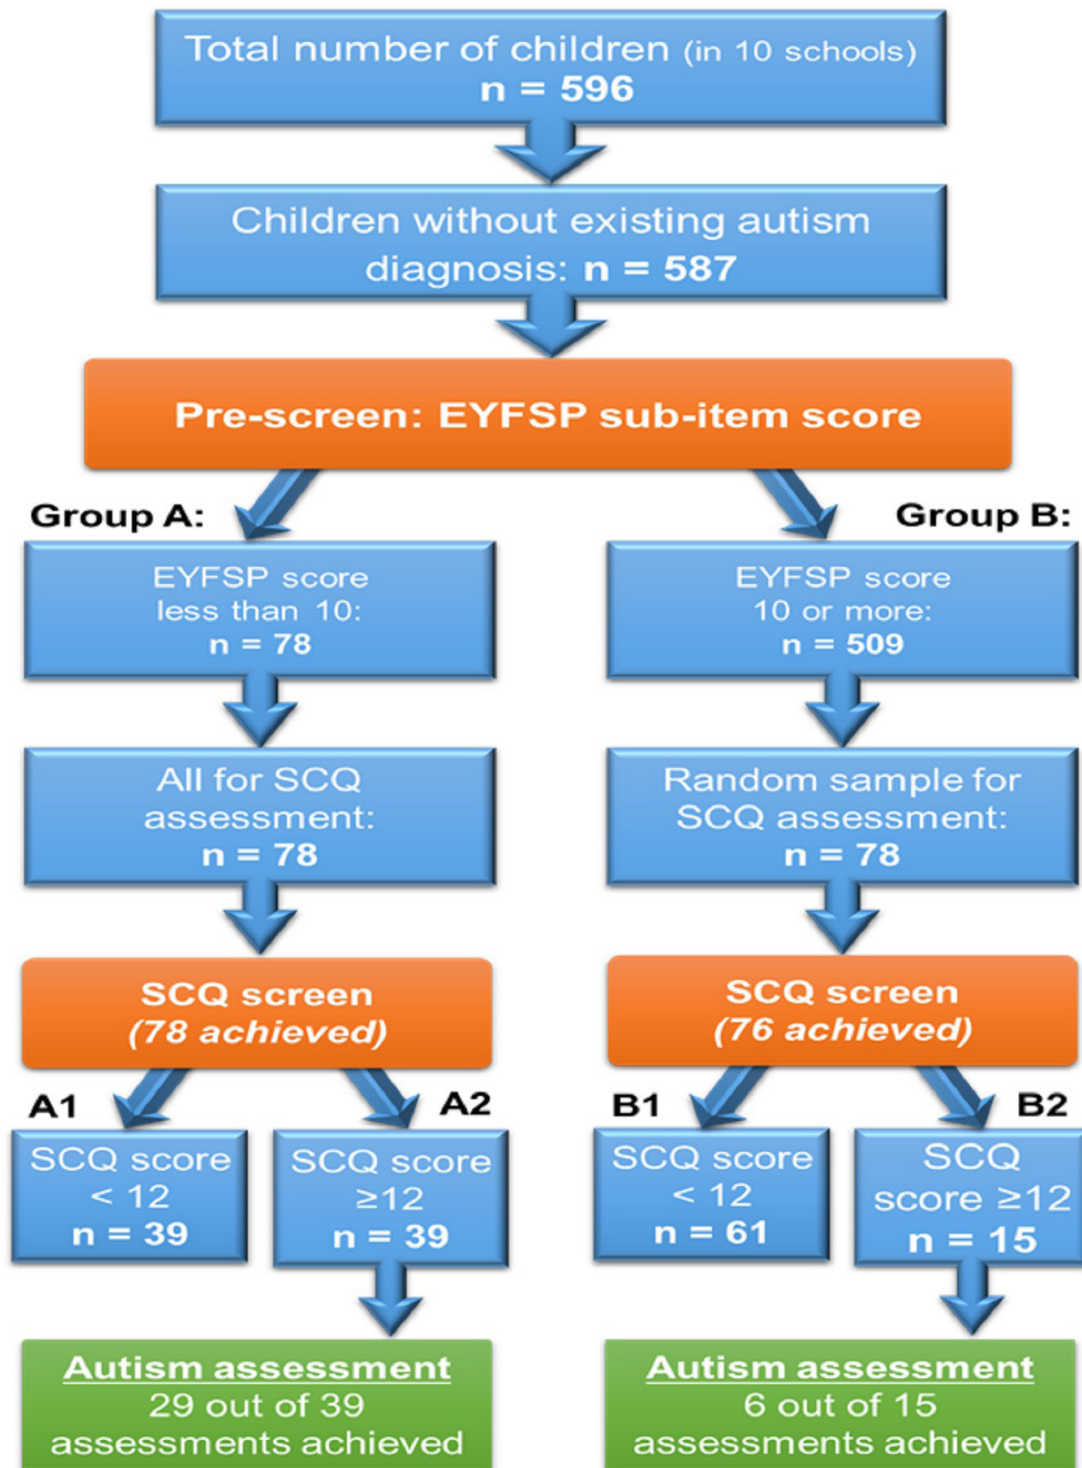 Total number of children (in 10 schools)
n = 596
Children without existing autism
diagnosis: n = 587
Pre-screen: EYFSP sub-item score
Group A:
EYFSP score
less than 10:
n = 78
All for SCQ
assessment:
n = 78
SCQ screen
(78 achieved)
A1
SCQ score
< 12
n = 39
A2
SCQ score
≥12
n = 39
Autism assessment
29 out of 39
assessments achieved
Group B:
EYFSP score
10 or more:
n = 509
Random sample for
SCQ assessment:
n = 78
SCQ screen
(76 achieved)
B1
SCQ score
< 12
n = 61
B2
SCQ
score ≥12
n = 15
Autism assessment
6 out of 15
assessments achieved